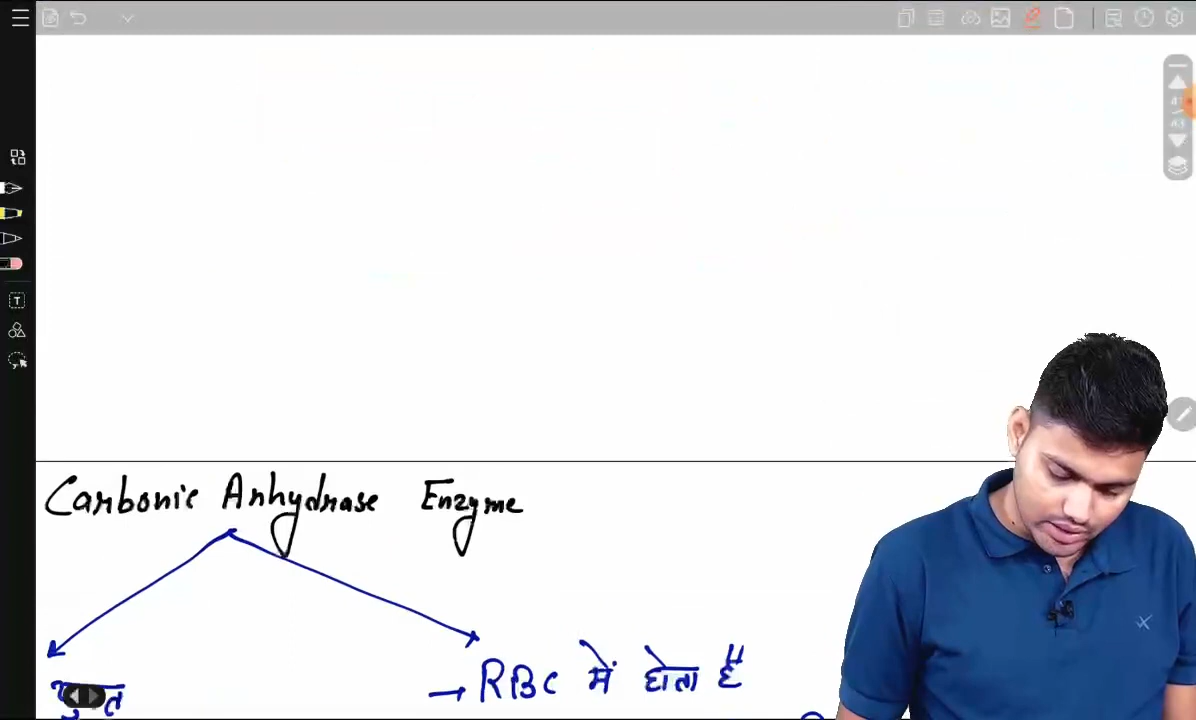 Carbonic Anhydrase Enzyme
→ RBC में होता है